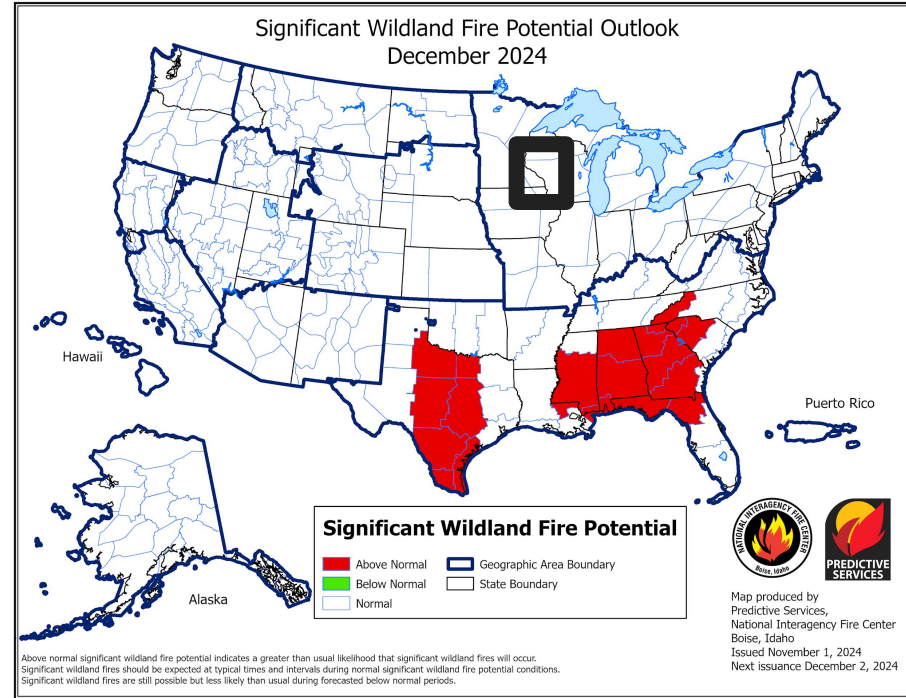 Significant Wildland Fire Potential Outlook
December 2024
Hawaii
Puerto Rico
Alaska
Significant Wildland Fire Potential
Above Normal
Below Normal
Normal
Geographic Area Boundary
State Boundary
NATIONAL INTERAGENCY FIRE CENTER
Boise, Idaho
PREDICTIVE
SERVICES
Map produced by
Predictive Services,
National Interagency Fire Center
Boise, Idaho
Issued November 1, 2024
Next issuance December 2, 2024
Above normal significant wildland fire potential indicates a greater than usual likelihood that significant wildland fires will occur.
Significant wildland fires should be expected at typical times and intervals during normal significant wildland fire potential conditions.
Significant wildland fires are still possible but less likely than usual during forecasted below normal periods.